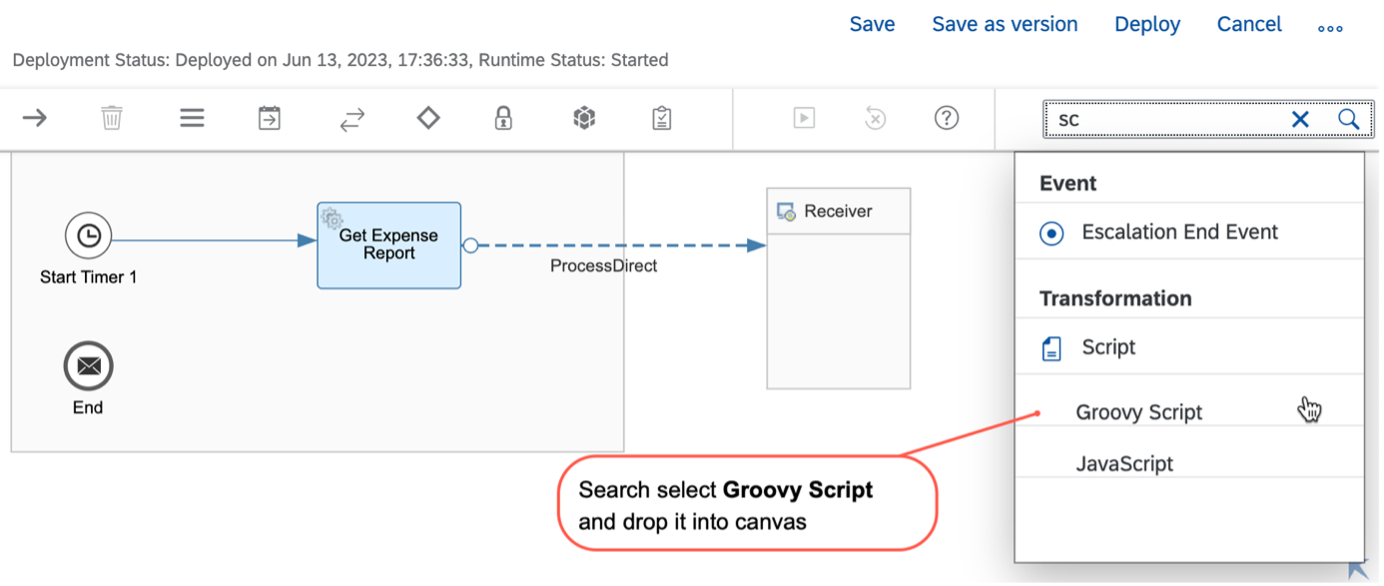 Save Save as version Deploy Cancel
Deployment Status: Deployed on Jun 13, 2023, 17:36:33, Runtime Status: Started
sc
Event
Escalation End Event
Transformation
Script
Groovy Script
JavaScript
Start Timer 1
Get Expense
Report
ProcessDirect
Receiver
End
Search select Groovy Script
and drop it into canvas